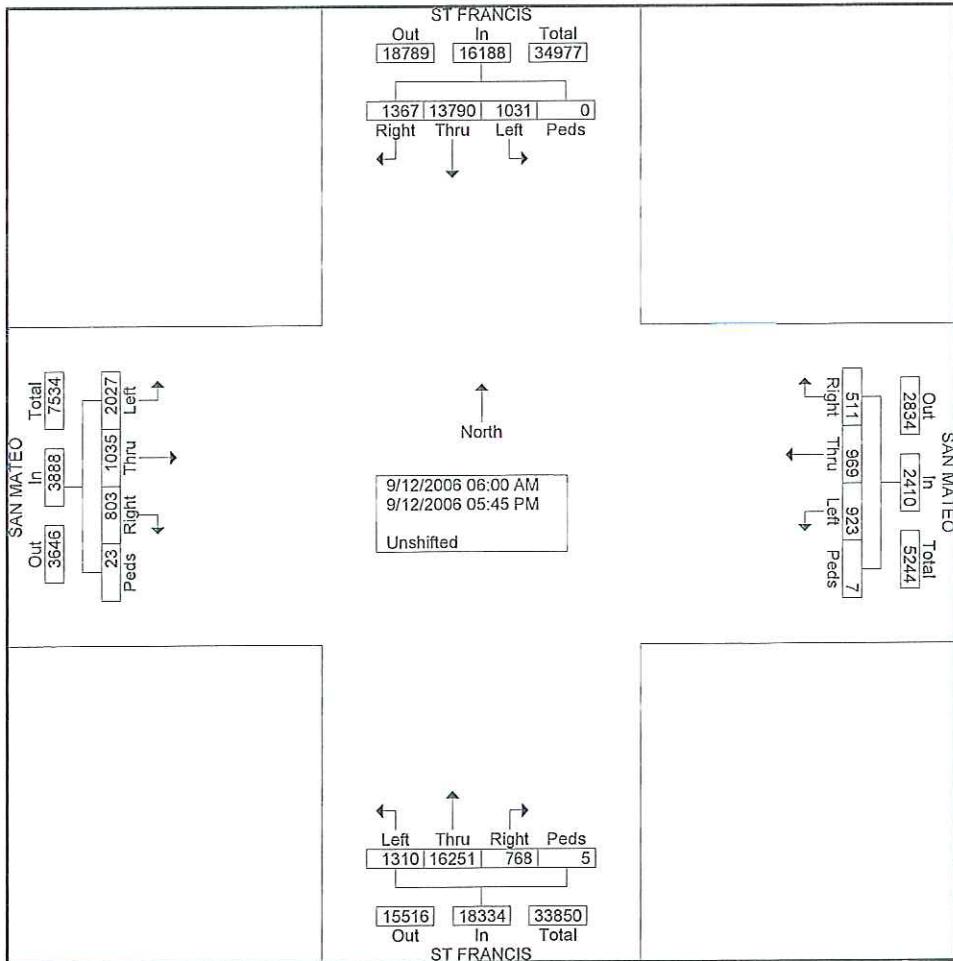 ST FRANCIS
Out In Total
18789 16188 34977
1367 13790 1031 0
Right Thru Left Peds
SAN MATEO
Total In Out
7534 3888 3646
2027 1035 803 23
Left Thru Right Peds
North
9/12/2006 06:00 AM
9/12/2006 05:45 PM
Unshifted
Right Thru Left Peds
511 969 923 7
Out In Total
2834 2410 5244
SAN MATEO
Left Thru Right Peds
1310 16251 768 5
15516 18334 33850
Out In Total
ST FRANCIS